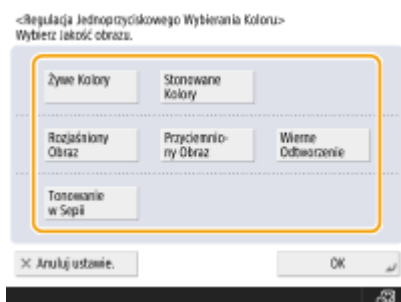 <Regulacja Jednoprzyciskowego Wybierania Koloru>
Wybierz Jakość obrazu.
Żywe Kolory
Stonowane
Kolory
Rozjaśniony
Obraz
Przyciemnio-
ny Obraz
Wierne
Odtworzenie
Tonowanie
w Sepii
× Anuluj ustawie.
OK